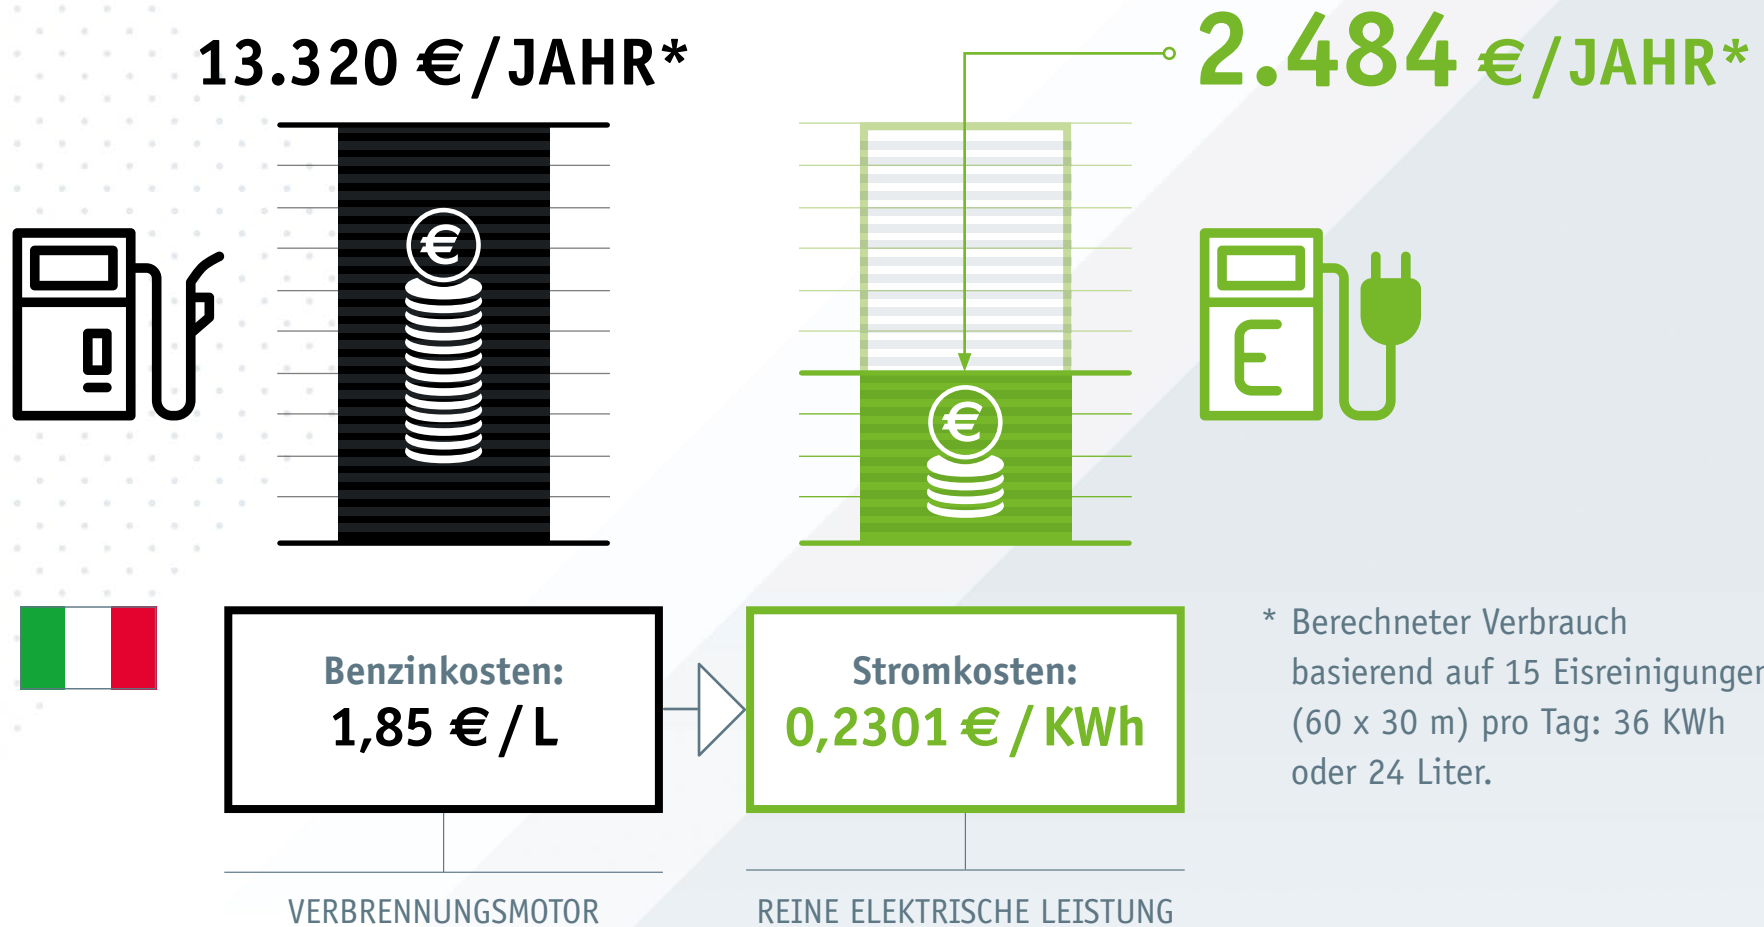 13.320 €/JAHR*
2.484 €/JAHR*
€
€
E
Benzinkosten:
1,85 €/L
Stromkosten:
0,2301 €/KWh
* Berechneter Verbrauch
basierend auf 15 Eisreinigungen
(60 x 30 m) pro Tag: 36 KWh
oder 24 Liter.
VERBRENNUNGSMOTOR
REINE ELEKTRISCHE LEISTUNG